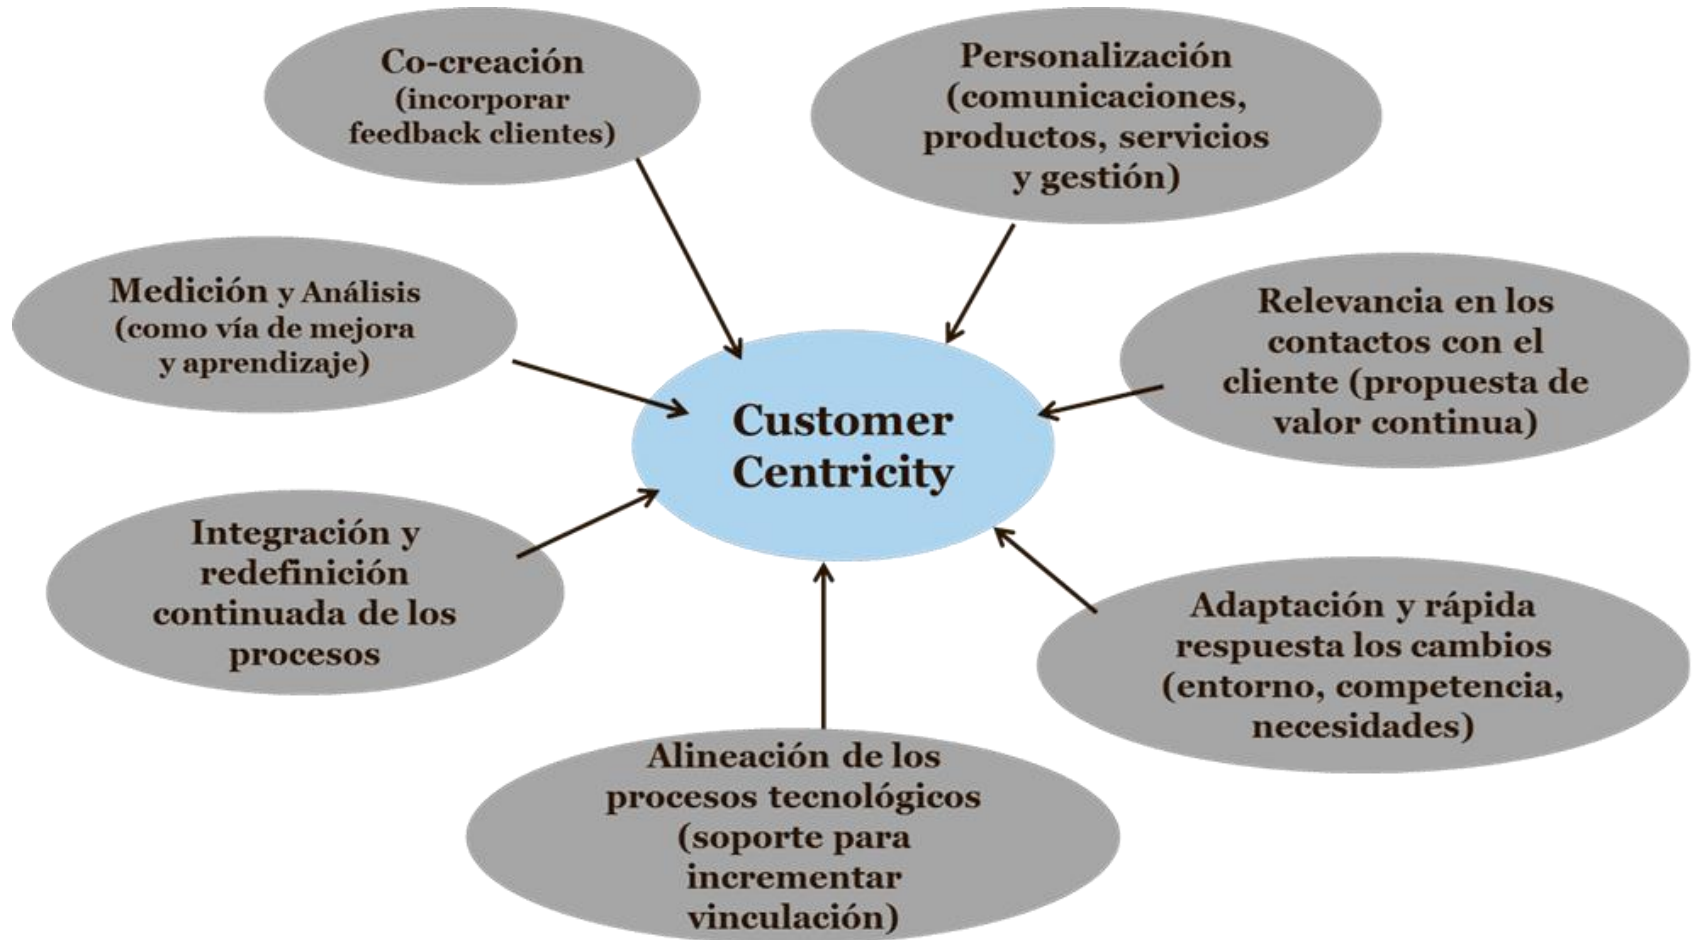 Co-creación
(incorporar
feedback clientes)
Personalización
(comunicaciones,
productos, servicios
y gestión)
Medición y Análisis
(como vía de mejora
y aprendizaje)
Relevancia en los
contactos con el
cliente (propuesta de
valor continua)
Customer
Centricity
Integración y
redefinición
continuada de los
procesos
Adaptación y rápida
respuesta los cambios
(entorno, competencia,
necesidades)
Alineación de los
procesos tecnológicos
(soporte para
incrementar
vinculación)